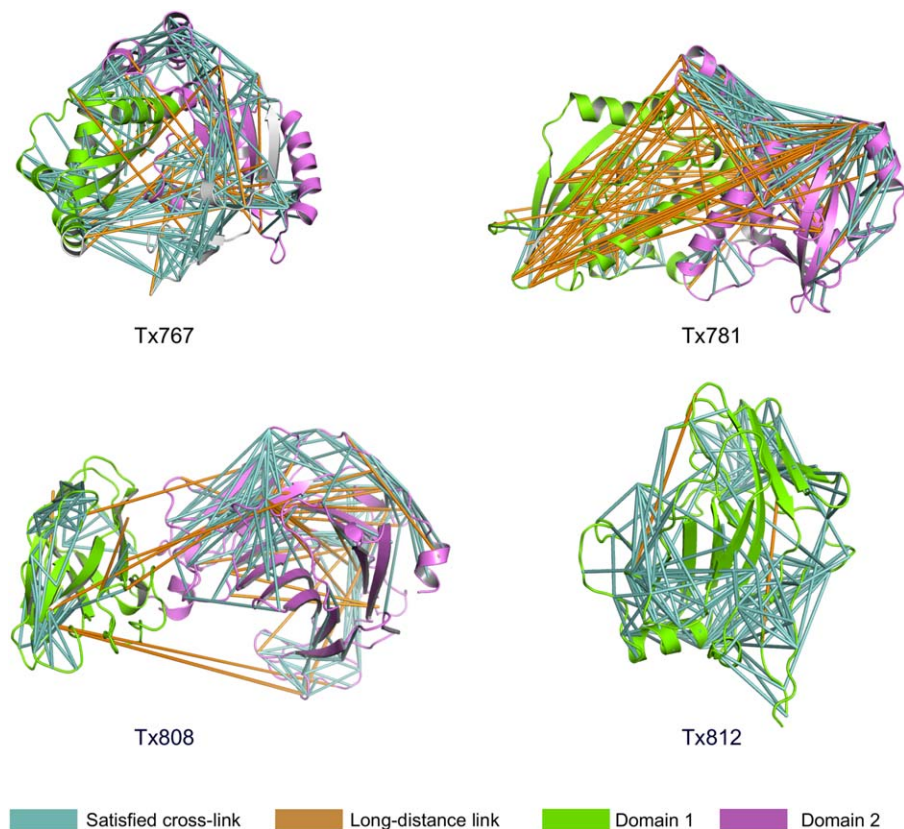 Tx767
Tx781
Tx808
Tx812
Satisfied cross-link Long-distance link Domain 1 Domain 2